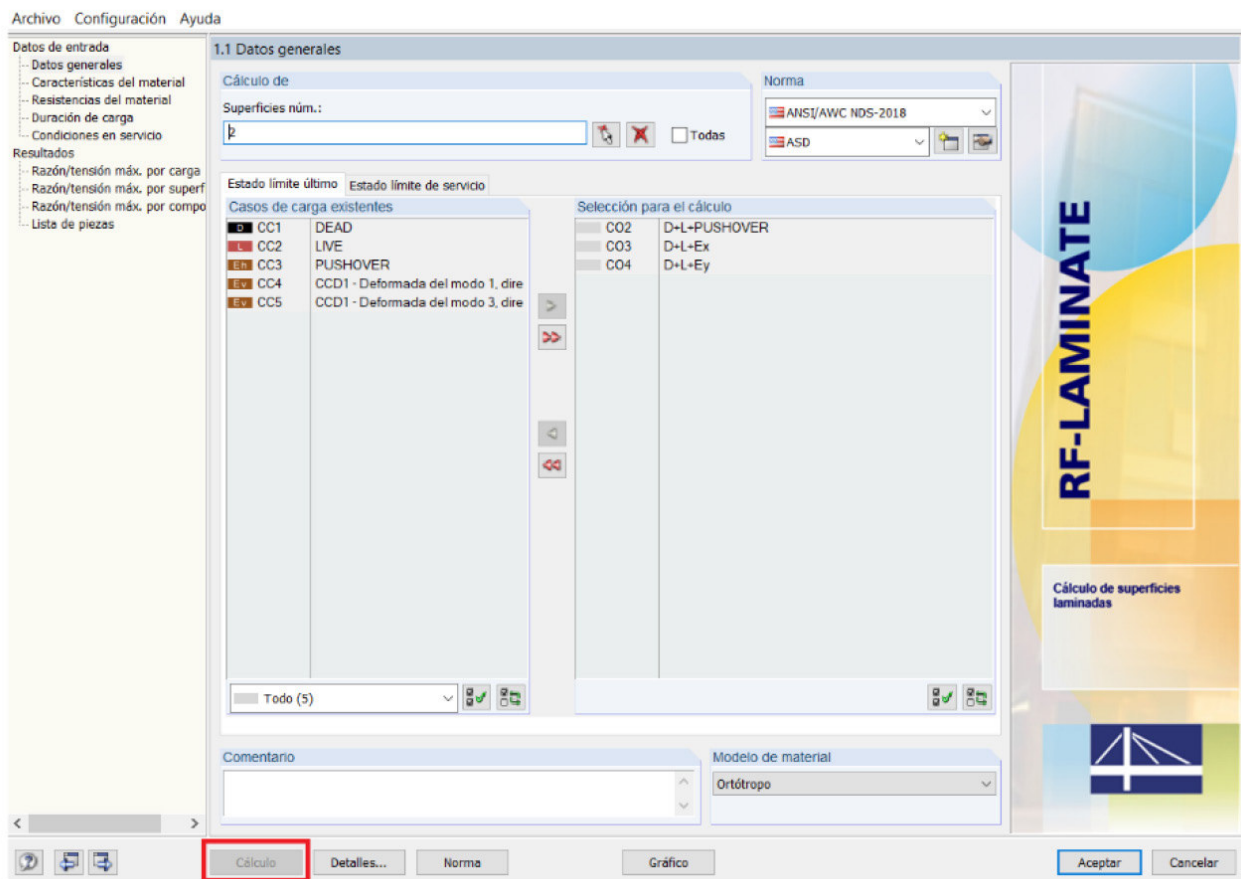 Archivo Configuración Ayuda
Datos de entrada
Datos generales
Características del material
Resistencias del material
Duración de carga
Condiciones en servicio
Resultados
Razón/tensión máx. por carga
Razón/tensión máx. por superf
Razón/tensión máx. por compo
Lista de piezas
1.1 Datos generales
Cálculo de
Superficies núm.:
2
Todas
Norma
ANSI/AWC NDS-2018
ASD
Estado límite último Estado límite de servicio
Casos de carga existentes
D CC1 DEAD
L CC2 LIVE
Eh CC3 PUSHOVER
Ev CC4 CCD1 - Deformada del modo 1, dire
Ev CC5 CCD1 - Deformada del modo 3, dire
Todo (5)
Selección para el cálculo
CO2 D+L+PUSHOVER
CO3 D+L+Ex
CO4 D+L+Ey
Comentario
Modelo de material
Ortótropo
RF-LAMINATE
Cálculo de superficies
laminadas
Cálculo Detalles... Norma Gráfico Aceptar Cancelar